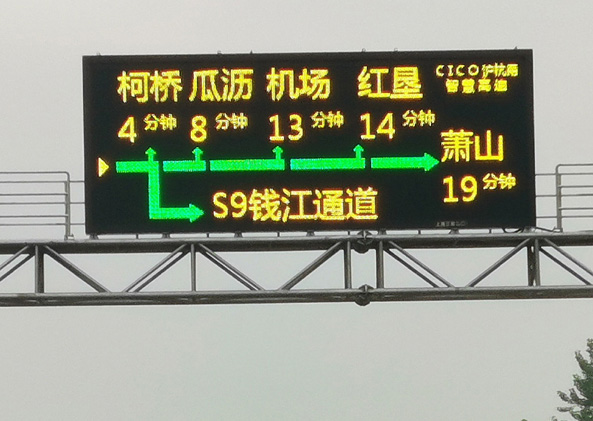 柯桥 瓜沥 机场 红垦 CICO沪杭甬
智慧高速
4分钟 8分钟 13分钟 14分钟
萧山
19分钟
S9钱江通道